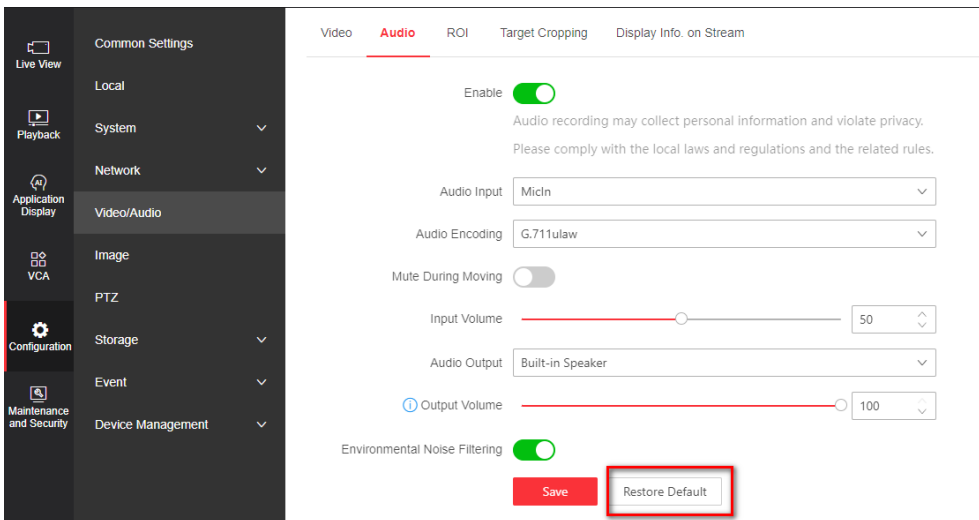 Live View
Playback
AI
Application
Display
VCA
Configuration
Maintenance
and Security
Common Settings
Local
System
Network
Video/Audio
Image
PTZ
Storage
Event
Device Management
Video Audio ROI Target Cropping Display Info. on Stream
Enable
Audio recording may collect personal information and violate privacy.
Please comply with the local laws and regulations and the related rules.
Audio Input MicIn
Audio Encoding G.711ulaw
Mute During Moving
Input Volume 50
Audio Output Built-in Speaker
Output Volume 100
Environmental Noise Filtering
Save Restore Default